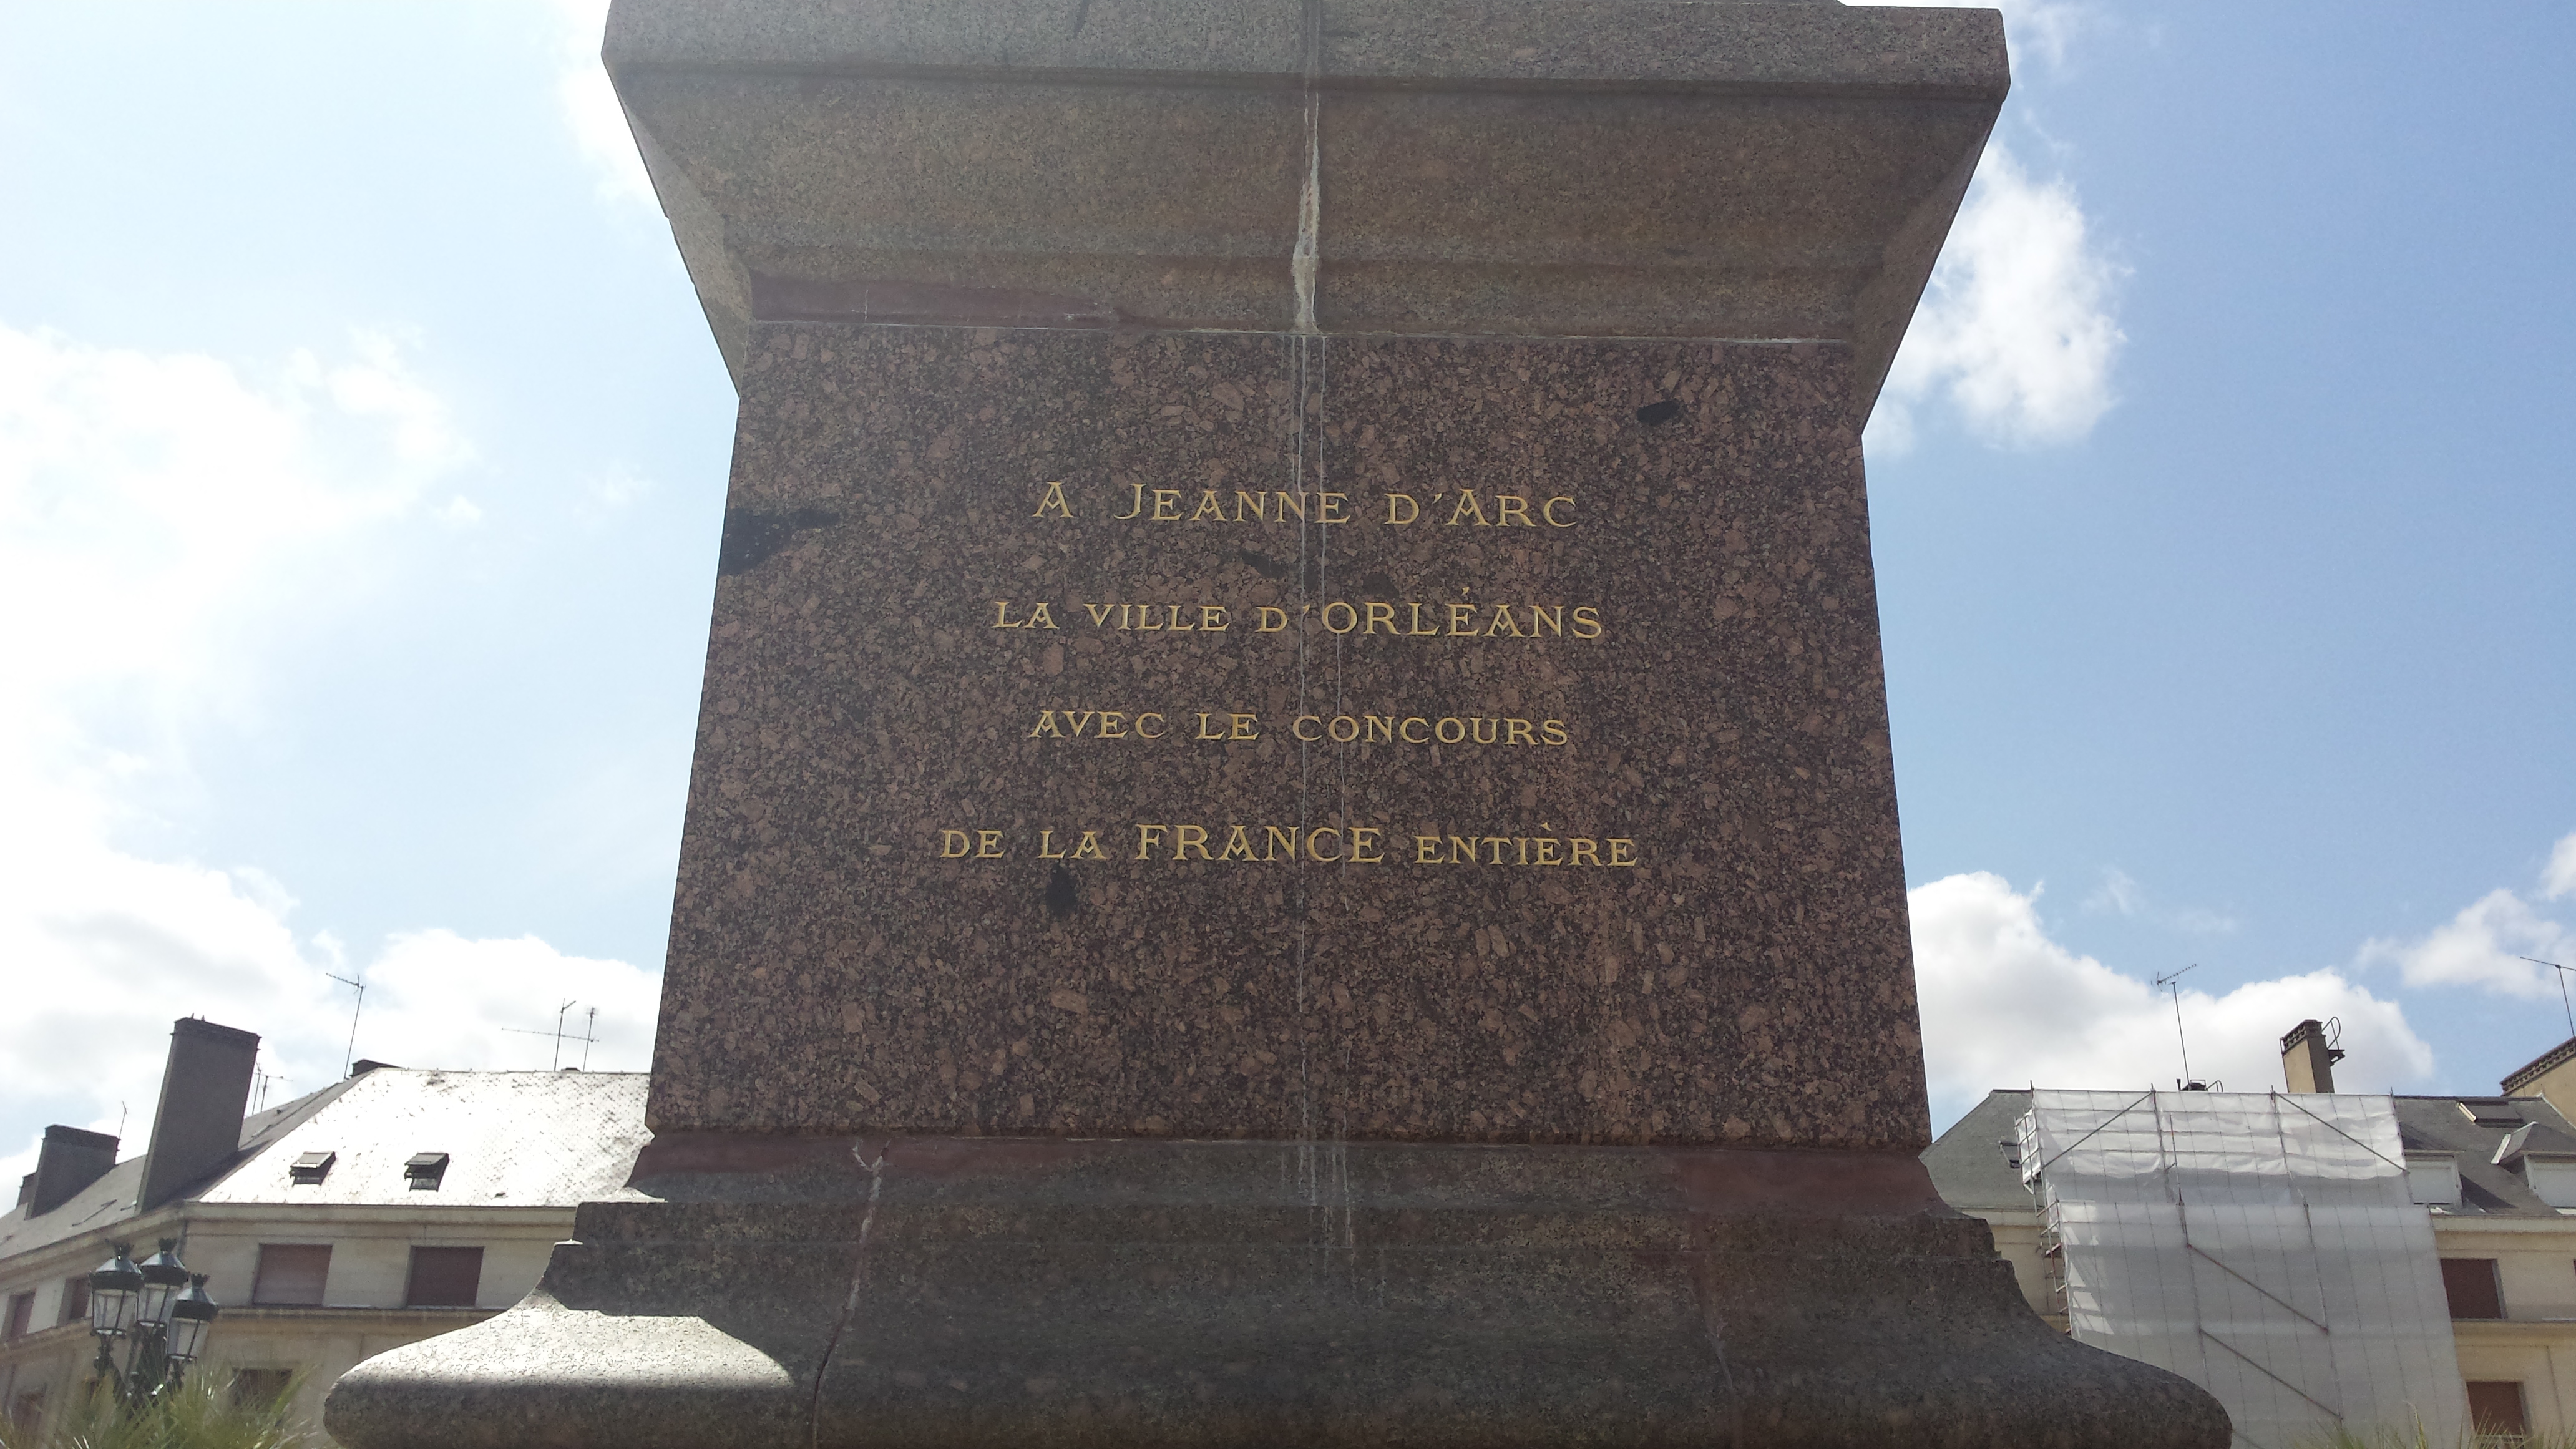 A JEANNE D'ARC
LA VILLE D'ORLÉANS
AVEC LE CONCOURS
DE LA FRANCE ENTIÈRE